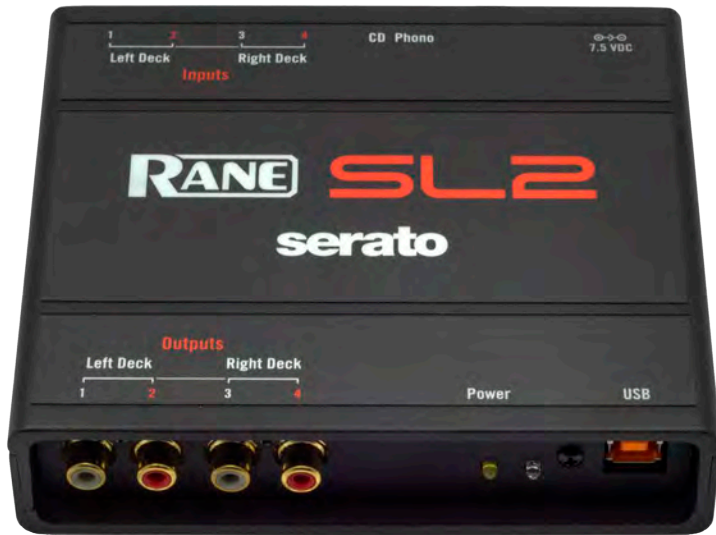 1 2 3 4
Left Deck Right Deck
Inputs
CD Phono
7.5 VDC
RANE SL2
serato
Outputs
Left Deck Right Deck
1 2 3 4
Power
USB